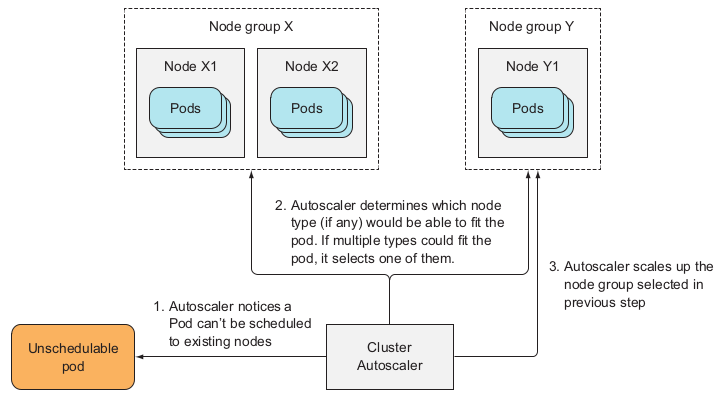 Node group X
Node group Y
Node X1
Node X2
Node Y1
Pods
Pods
Pods
2. Autoscaler determines which node
type (if any) would be able to fit the
pod. If multiple types could fit the
pod, it selects one of them.
3. Autoscaler scales up the
node group selected in
previous step
1. Autoscaler notices a
Pod can't be scheduled
to existing nodes
Unschedulable
pod
Cluster
Autoscaler